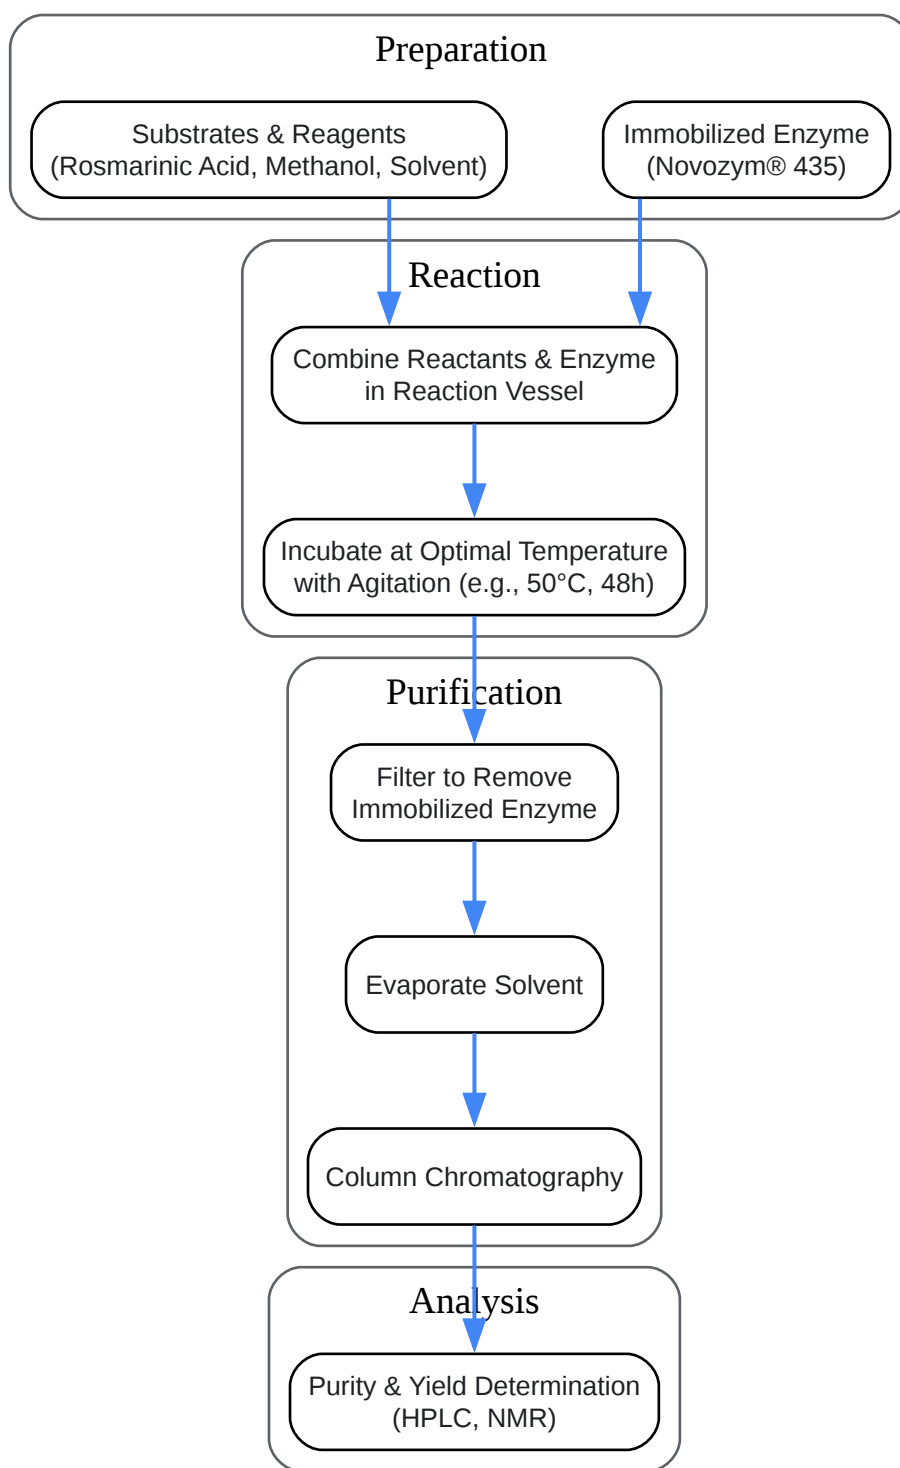 Preparation
Substrates & Reagents
(Rosmarinic Acid, Methanol, Solvent)
Immobilized Enzyme
(Novozym® 435)
Reaction
Combine Reactants & Enzyme
in Reaction Vessel
Incubate at Optimal Temperature
with Agitation (e.g., 50°C, 48h)
Purification
Filter to Remove
Immobilized Enzyme
Evaporate Solvent
Column Chromatography
Analysis
Purity & Yield Determination
(HPLC, NMR)